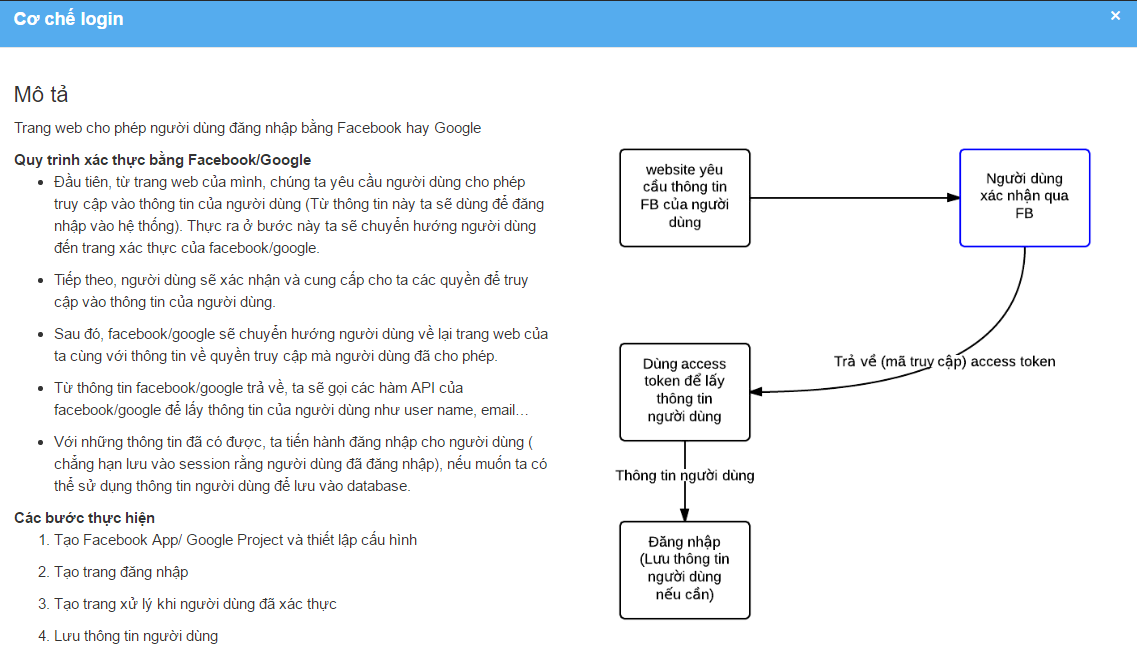 Cơ chế login
×
Mô tả
Trang web cho phép người dùng đăng nhập bằng Facebook hay Google
Quy trình xác thực bằng Facebook/Google
Đầu tiên, từ trang web của mình, chúng ta yêu cầu người dùng cho phép
truy cập vào thông tin của người dùng (Từ thông tin này ta sẽ dùng để đăng
nhập vào hệ thống). Thực ra ở bước này ta sẽ chuyển hướng người dùng
đến trang xác thực của facebook/google.
Tiếp theo, người dùng sẽ xác nhận và cung cấp cho ta các quyền để truy
cập vào thông tin của người dùng.
Sau đó, facebook/google sẽ chuyển hướng người dùng về lại trang web của
ta cùng với thông tin về quyền truy cập mà người dùng đã cho phép.
Từ thông tin facebook/google trả về, ta sẽ gọi các hàm API của
facebook/google để lấy thông tin của người dùng như user name, email…
Với những thông tin đã có được, ta tiến hành đăng nhập cho người dùng (
chẳng hạn lưu vào session rằng người dùng đã đăng nhập), nếu muốn ta có
thể sử dụng thông tin người dùng để lưu vào database.
Các bước thực hiện
1. Tạo Facebook App/ Google Project và thiết lập cấu hình
2. Tạo trang đăng nhập
3. Tạo trang xử lý khi người dùng đã xác thực
4. Lưu thông tin người dùng
website yêu
cầu thông tin
FB của người
dùng
Người dùng
xác nhận qua
FB
Trả về (mã truy cập) access token
Dùng access
token để lấy
thông tin
người dùng
Thông tin người dùng
Đăng nhập
(Lưu thông tin
người dùng
nếu cần)